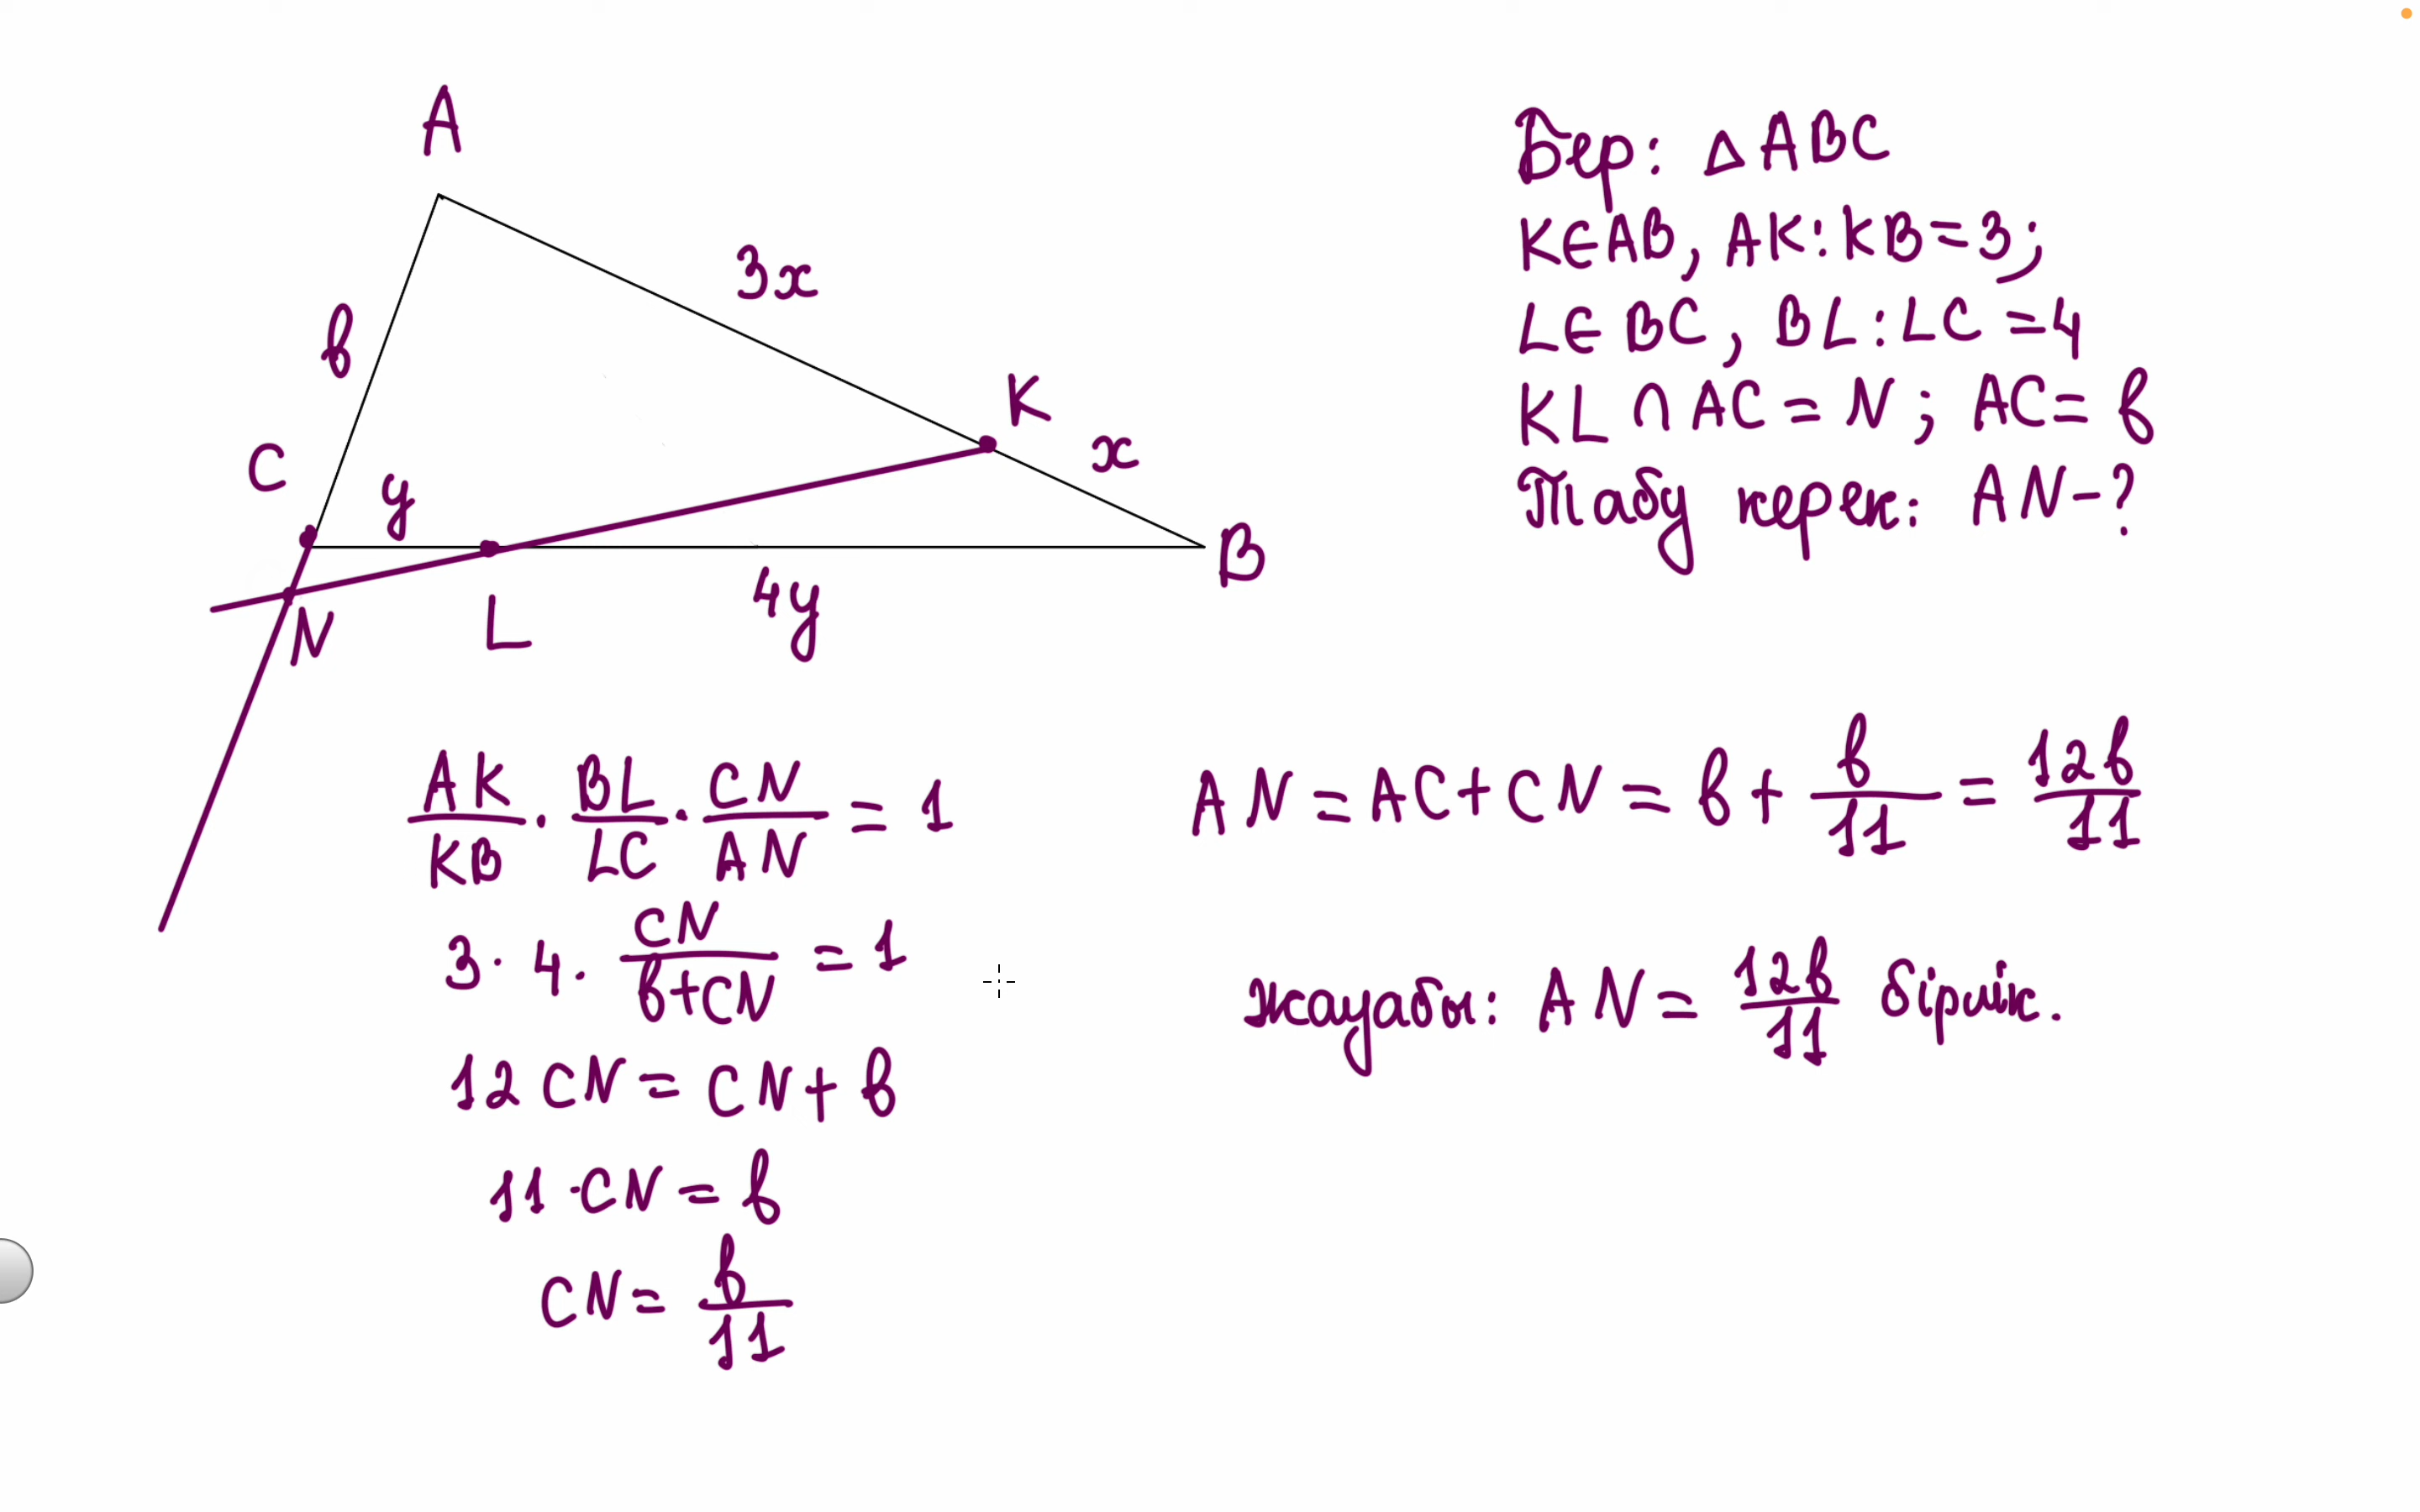 A
3x
b
K
C
x
y
B
4y
N
L
Бер: △ABC
K∈AB, AK:KB=3;
L∈BC, BL:LC=4
KL∩AC=N; AC=b
Табу керек: AN-?
AK/KB · BL/LC · CN/AN = 1
3·4·CN/(b+CN) = 1
12CN=CN+b
11·CN=b
CN=b/11
AN=AC+CN=b+b/11=12b/11
Жауабы: AN=12b/11 бірлік.